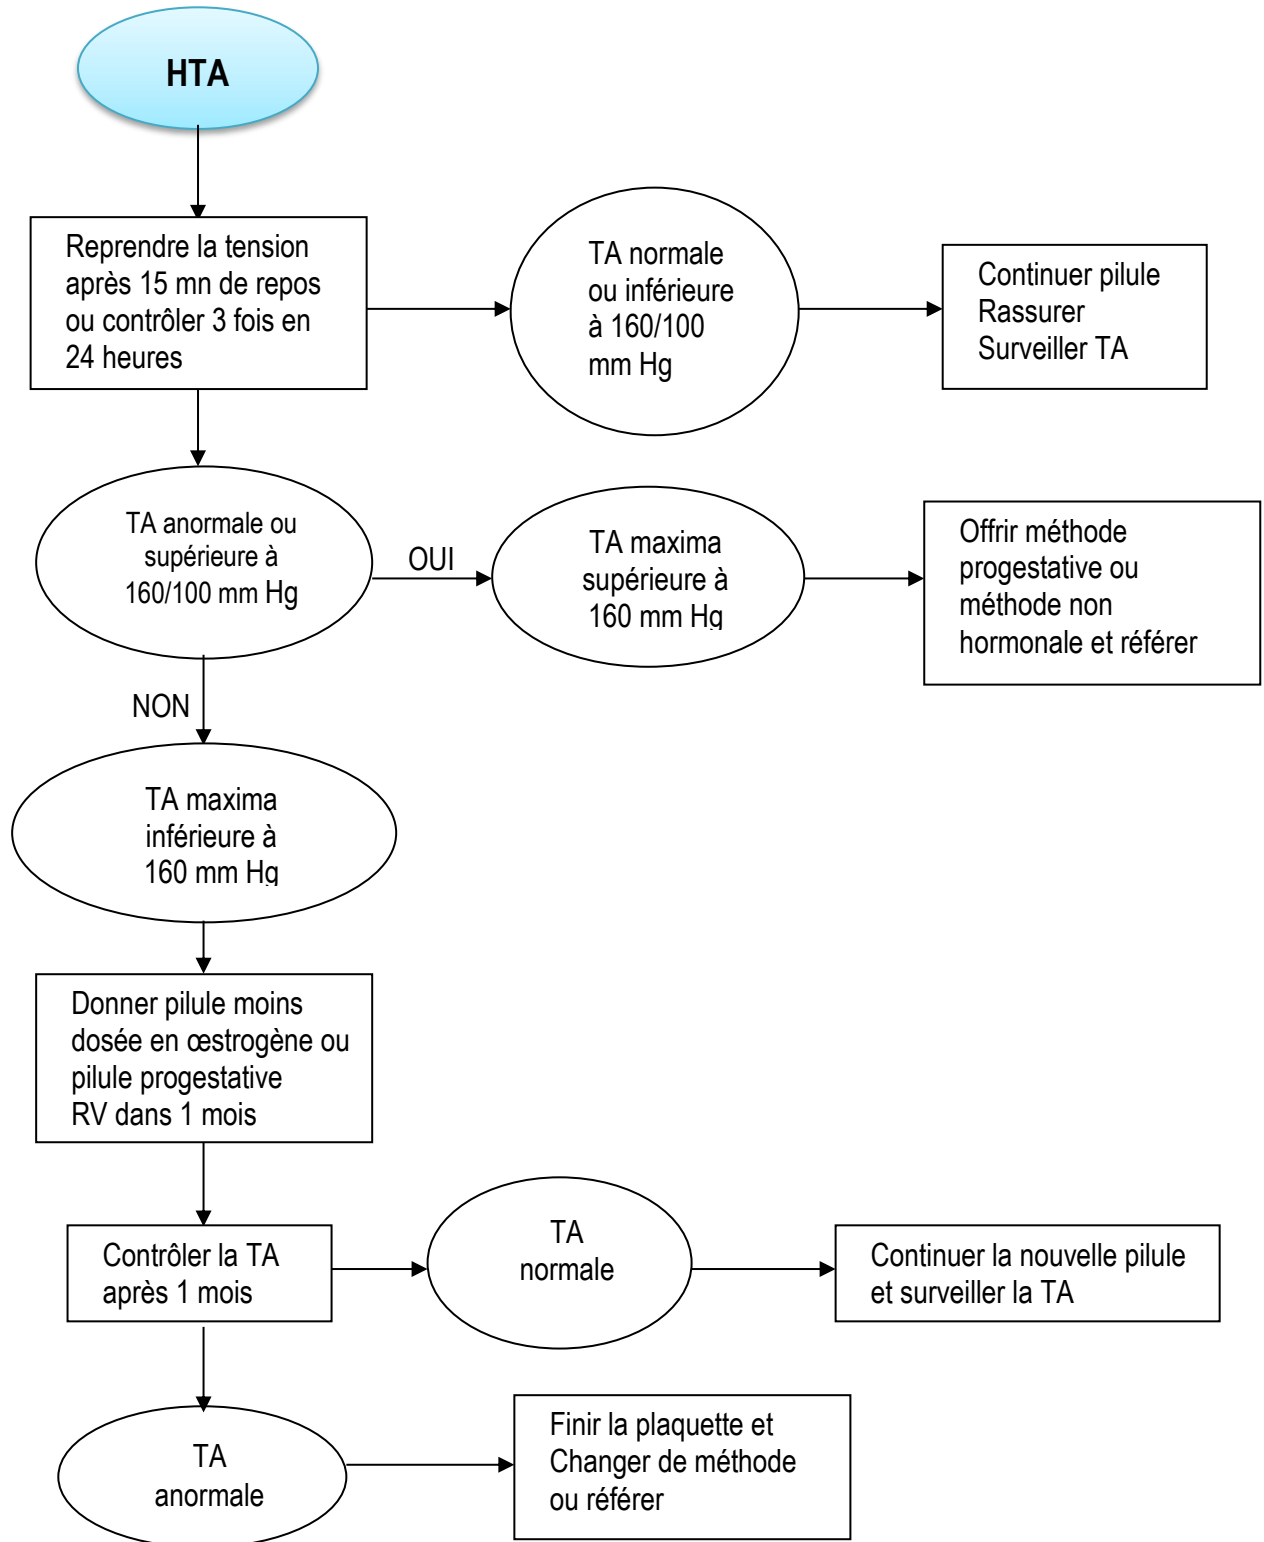 HTA
Reprendre la tension
après 15 mn de repos
ou contrôler 3 fois en
24 heures
TA normale
ou inférieure
à 160/100
mm Hg
Continuer pilule
Rassurer
Surveiller TA
TA anormale ou
supérieure à
160/100 mm Hg
OUI
TA maxima
supérieure à
160 mm Hg
Offrir méthode
progestative ou
méthode non
hormonale et référer
NON
TA maxima
inférieure à
160 mm Hg
Donner pilule moins
dosée en œstrogène ou
pilule progestative
RV dans 1 mois
Contrôler la TA
après 1 mois
TA
normale
Continuer la nouvelle pilule
et surveiller la TA
TA
anormale
Finir la plaquette et
Changer de méthode
ou référer